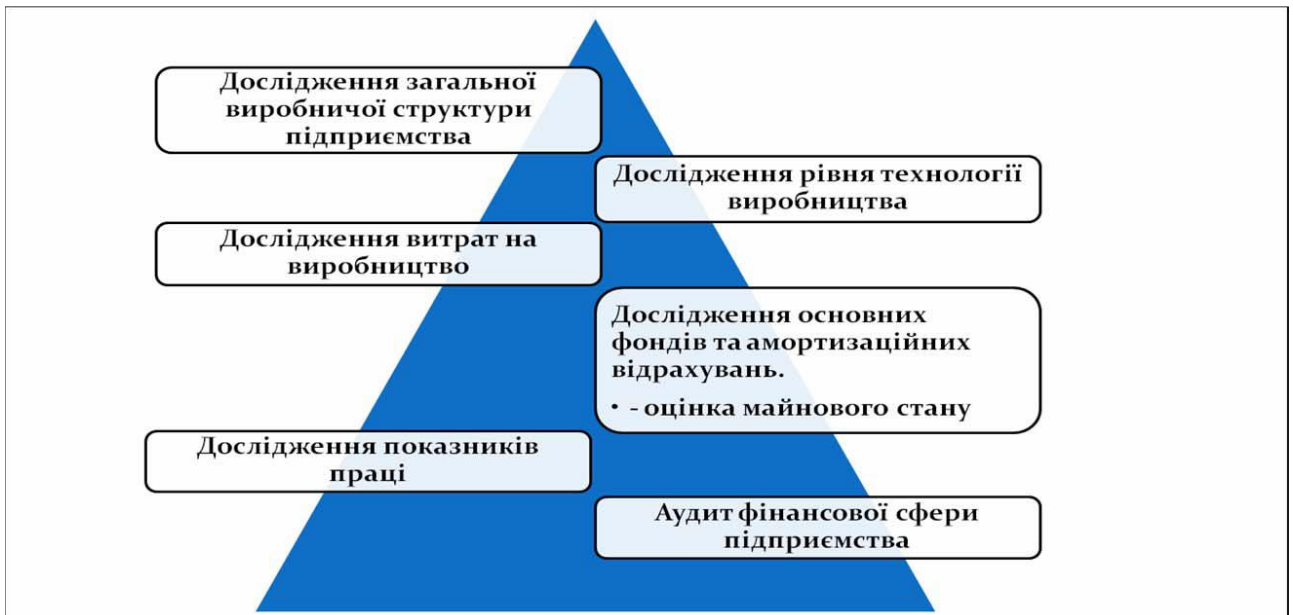 Дослідження загальної
виробничої структури
підприємства
Дослідження рівня технології
виробництва
Дослідження витрат на
виробництво
Дослідження основних
фондів та амортизаційних
відрахувань.
• - оцінка майнового стану
Дослідження показників
праці
Аудит фінансової сфери
підприємства